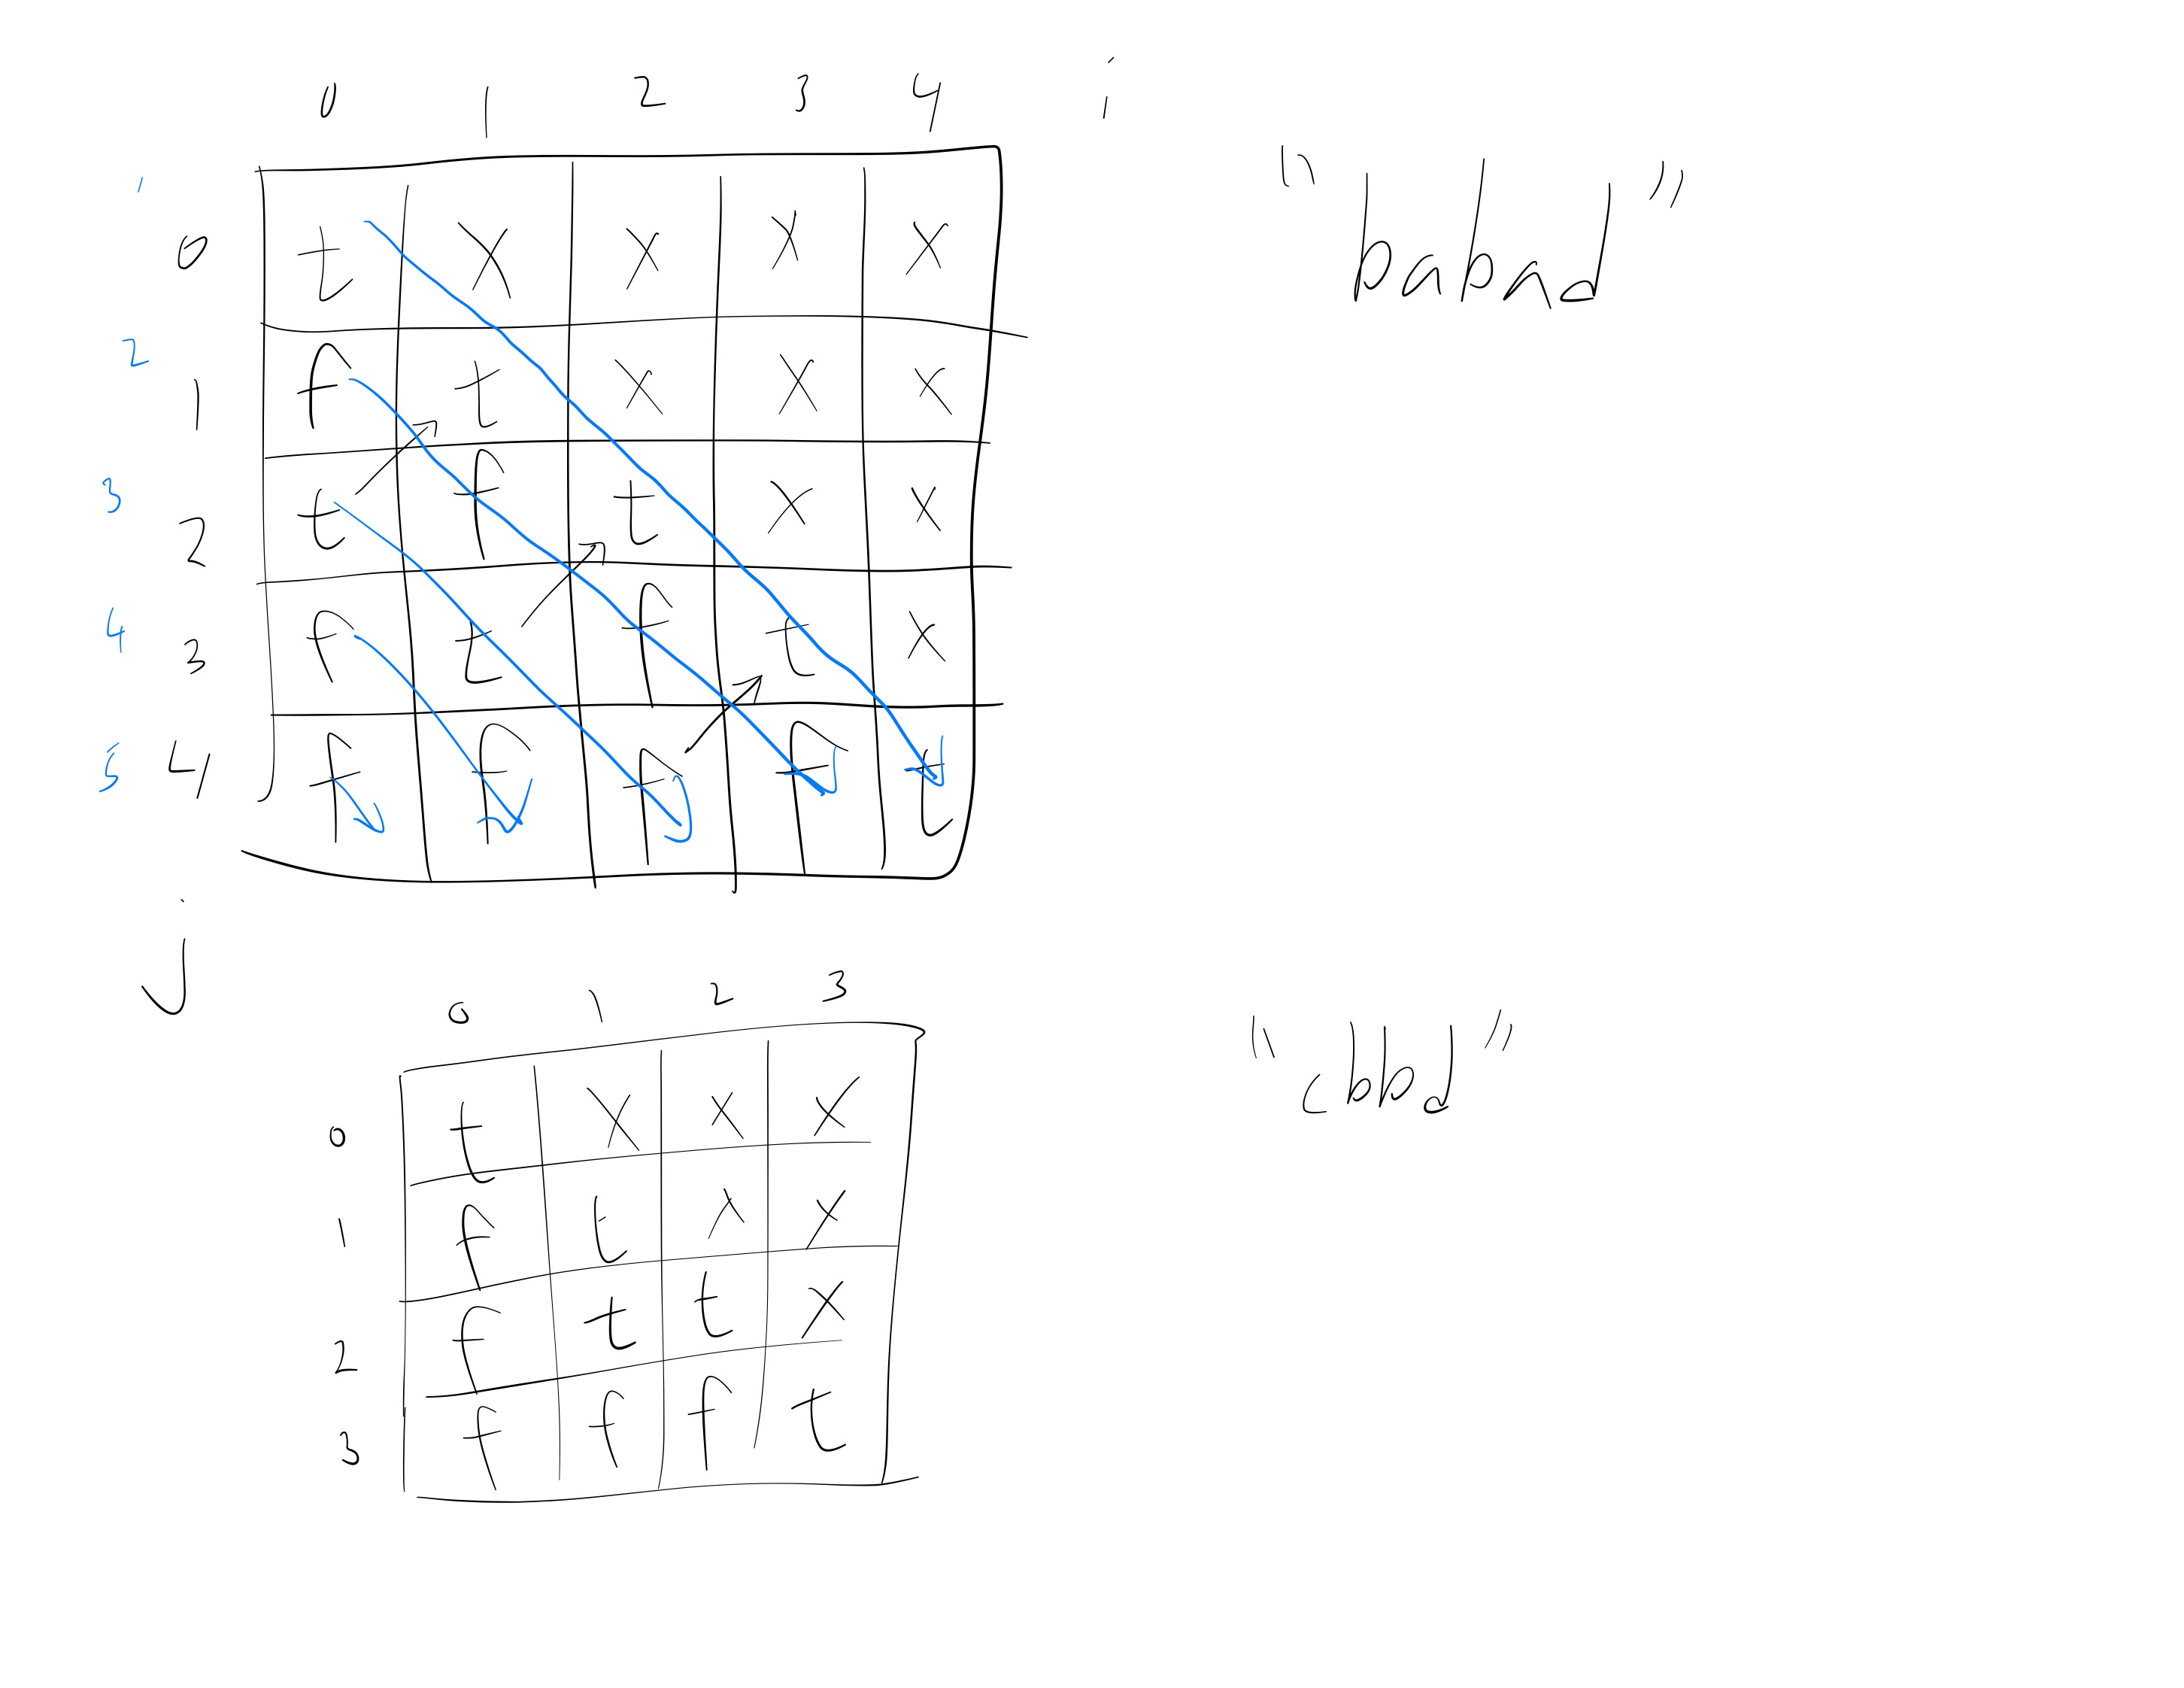 0 1 2 3 4 i
1 0 t x x x x "babad"
2 1 f t x x x
3 2 t f t x x
4 3 f t f t x
5 4 f f f f t
j
0 1 2 3
0 t x x x "cbbd"
1 f t x x
2 f t t x
3 f f f t